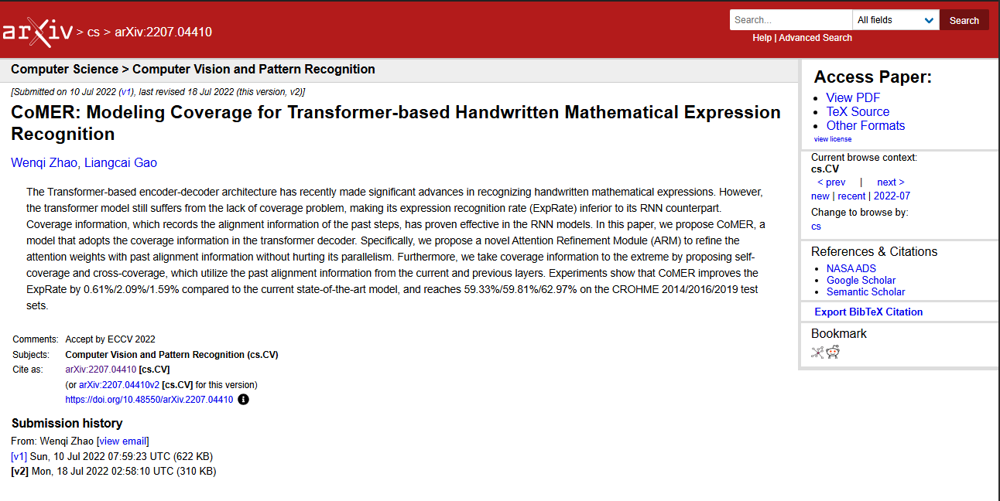 arXiv > cs > arXiv:2207.04410
Search...
All fields
Search
Help | Advanced Search
Computer Science > Computer Vision and Pattern Recognition
[Submitted on 10 Jul 2022 (v1), last revised 18 Jul 2022 (this version, v2)]
CoMER: Modeling Coverage for Transformer-based Handwritten Mathematical Expression
Recognition
Wenqi Zhao, Liangcai Gao
The Transformer-based encoder-decoder architecture has recently made significant advances in recognizing handwritten mathematical expressions. However,
the transformer model still suffers from the lack of coverage problem, making its expression recognition rate (ExpRate) inferior to its RNN counterpart.
Coverage information, which records the alignment information of the past steps, has proven effective in the RNN models. In this paper, we propose CoMER, a
model that adopts the coverage information in the transformer decoder. Specifically, we propose a novel Attention Refinement Module (ARM) to refine the
attention weights with past alignment information without hurting its parallelism. Furthermore, we take coverage information to the extreme by proposing self-
coverage and cross-coverage, which utilize the past alignment information from the current and previous layers. Experiments show that CoMER improves the
ExpRate by 0.61%/2.09%/1.59% compared to the current state-of-the-art model, and reaches 59.33%/59.81%/62.97% on the CROHME 2014/2016/2019 test
sets.
Comments: Accept by ECCV 2022
Subjects: Computer Vision and Pattern Recognition (cs.CV)
Cite as: arXiv:2207.04410 [cs.CV]
(or arXiv:2207.04410v2 [cs.CV] for this version)
https://doi.org/10.48550/arXiv.2207.04410
Submission history
From: Wenqi Zhao [view email]
[v1] Sun, 10 Jul 2022 07:59:23 UTC (622 KB)
[v2] Mon, 18 Jul 2022 02:58:10 UTC (310 KB)
Access Paper:
View PDF
TeX Source
Other Formats
view license
Current browse context:
cs.CV
< prev | next >
new | recent | 2022-07
Change to browse by:
cs
References & Citations
NASA ADS
Google Scholar
Semantic Scholar
Export BibTeX Citation
Bookmark